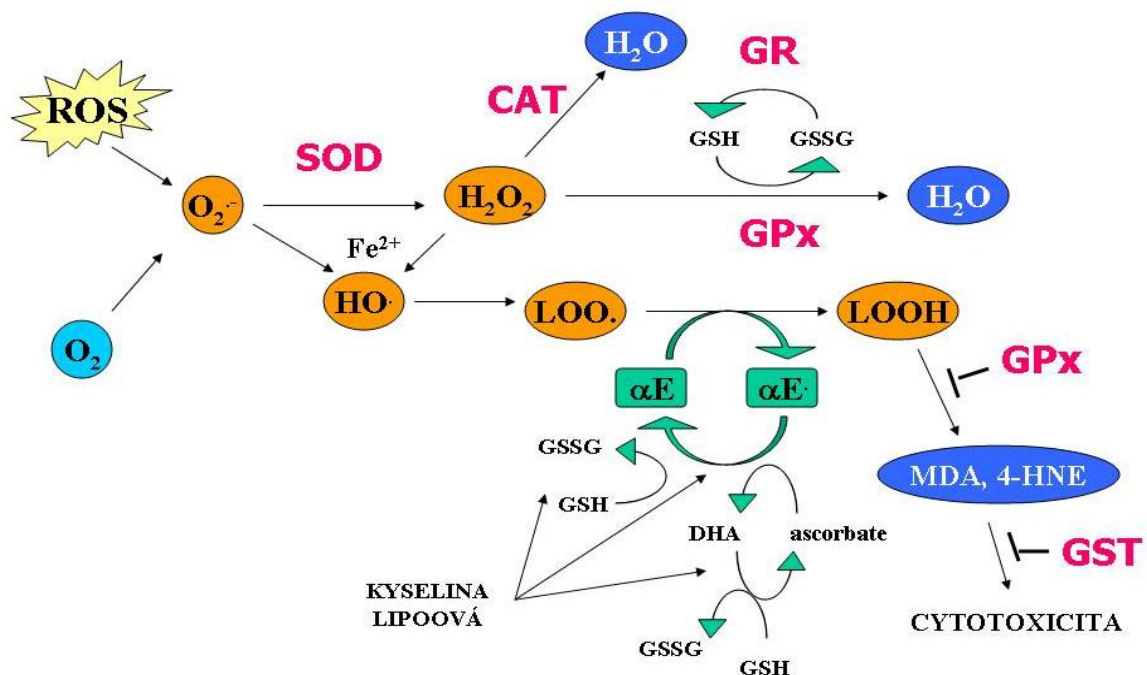 H₂O
GR
ROS
CAT
GSH GSSG
SOD
O₂·⁻
H₂O₂
H₂O
GPx
Fe²⁺
HO·
LOO.
LOOH
O₂
GPx
αE
αE·
GSSG
GSH
MDA, 4-HNE
DHA ascorbate
GST
KYSELINA
LIPOOVÁ
CYTOTOXICITA
GSSG
GSH